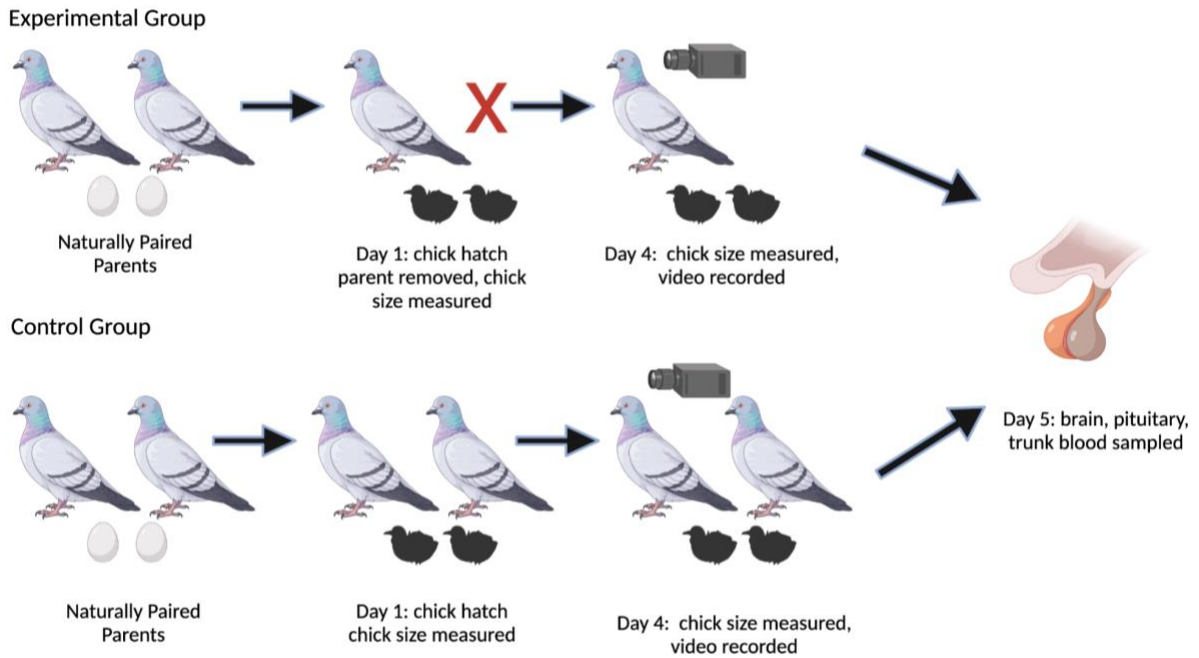 Experimental Group
X
Naturally Paired
Parents
Day 1: chick hatch
parent removed, chick
size measured
Day 4: chick size measured,
video recorded
Control Group
Naturally Paired
Parents
Day 1: chick hatch
chick size measured
Day 4: chick size measured,
video recorded
Day 5: brain, pituitary,
trunk blood sampled